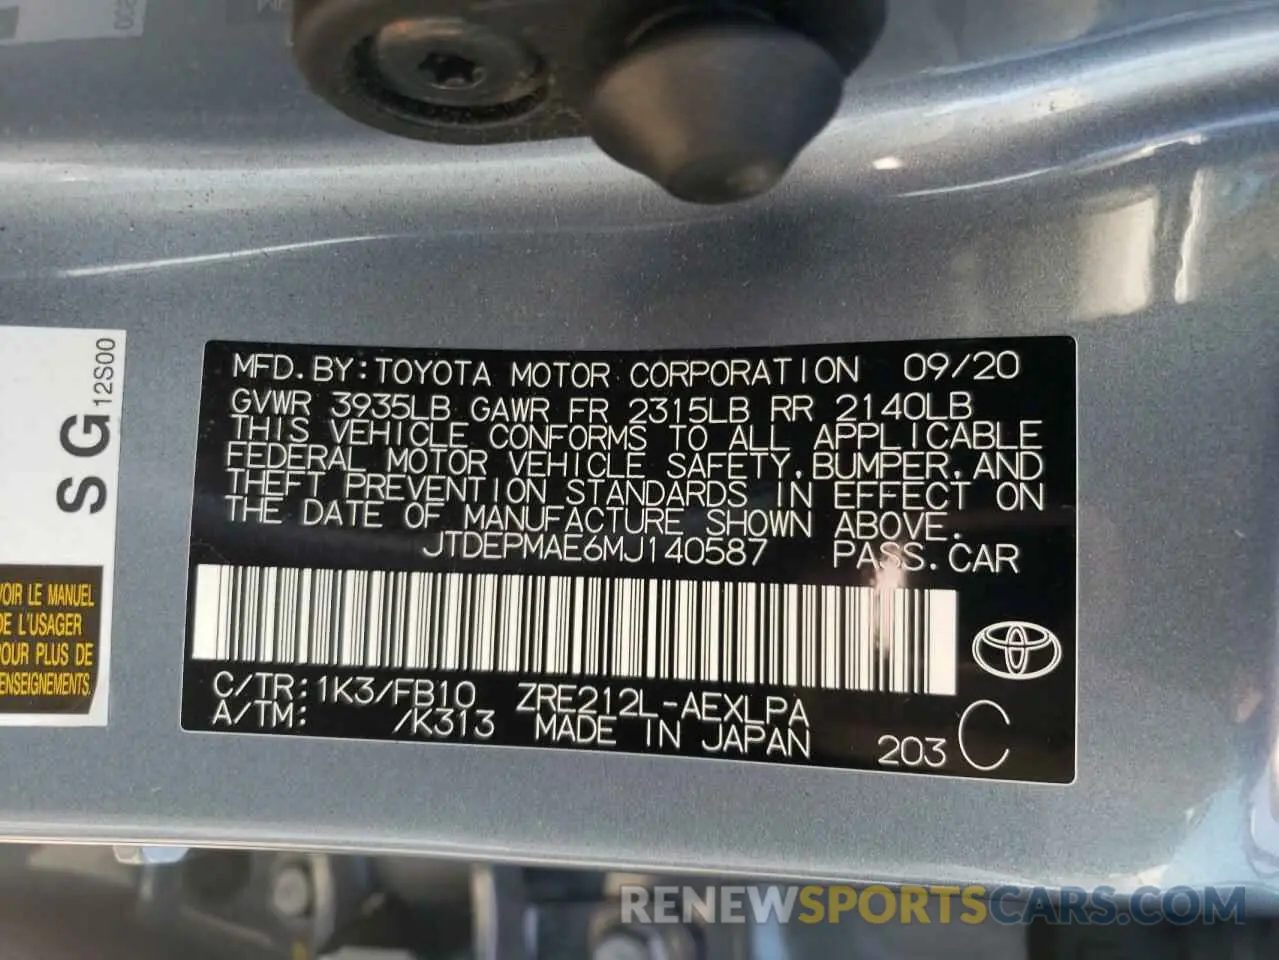 MFD.BY:TOYOTA MOTOR CORPORATION 09/20
GVWR 3935LB GAWR FR 2315LB RR 2140LB
THIS VEHICLE CONFORMS TO ALL APPLICABLE
FEDERAL MOTOR VEHICLE SAFETY,BUMPER,AND
THEFT PREVENTION STANDARDS IN EFFECT ON
THE DATE OF MANUFACTURE SHOWN ABOVE.
JTDEPMAE6MJ140587 PASS.CAR
C/TR:1K3/FB10 ZRE212L-AEXLPA
A/TM: /K313 MADE IN JAPAN 203 C
SG 12S00
VOIR LE MANUEL
DE L'USAGER
POUR PLUS DE
RENSEIGNEMENTS.
RENEWSPORTSCARS.COM